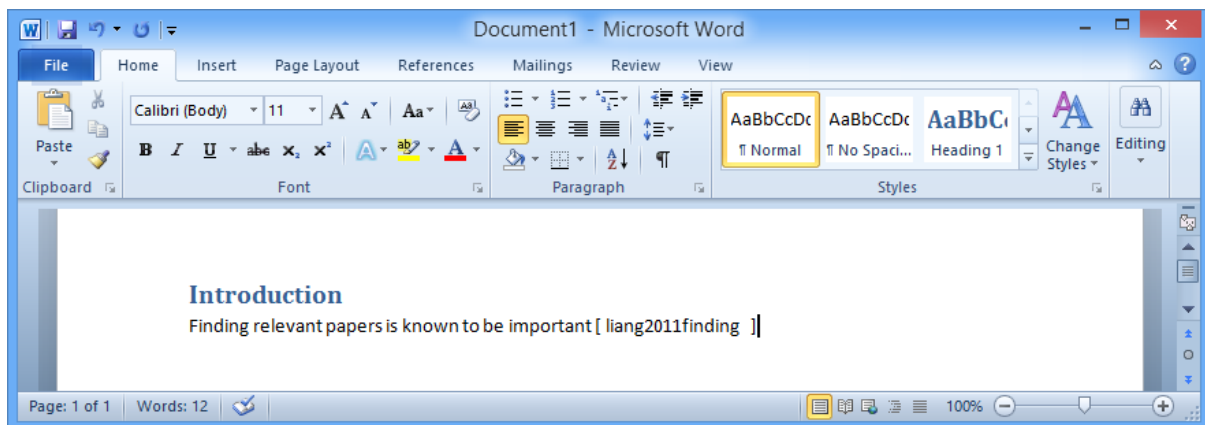 Document1 - Microsoft Word
File Home Insert Page Layout References Mailings Review View
Calibri (Body) 11 A A Aa
AaBbCcDc AaBbCcDc AaBbC
Paste B I U abc x₂ x² A ab A
¶ Normal ¶ No Spaci... Heading 1 Change Styles Editing
Clipboard Font Paragraph Styles
Introduction
Finding relevant papers is known to be important [ liang2011finding ]
Page: 1 of 1 Words: 12 100%